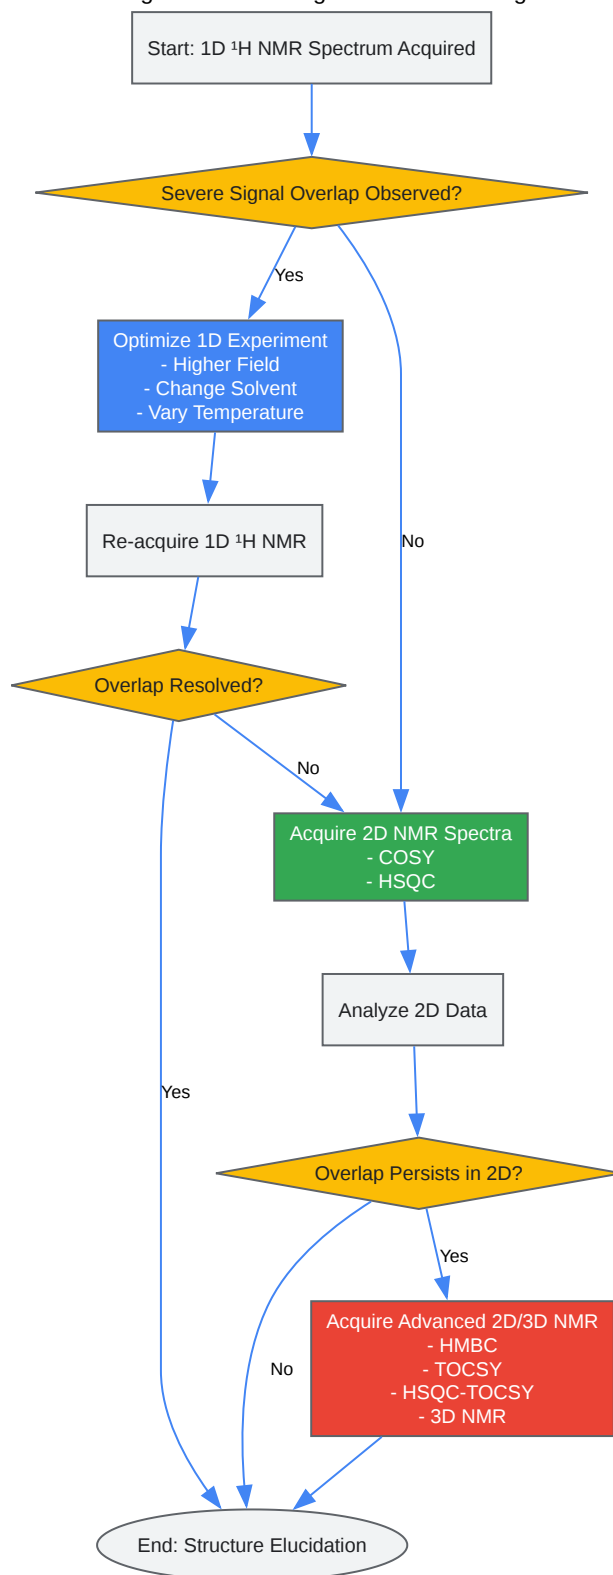 Start: 1D ¹H NMR Spectrum Acquired
Severe Signal Overlap Observed?
Yes
Optimize 1D Experiment
- Higher Field
- Change Solvent
- Vary Temperature
Re-acquire 1D ¹H NMR
No
Overlap Resolved?
No
Acquire 2D NMR Spectra
- COSY
- HSQC
Analyze 2D Data
Yes
Overlap Persists in 2D?
Yes
Acquire Advanced 2D/3D NMR
- HMBC
- TOCSY
- HSQC-TOCSY
- 3D NMR
No
End: Structure Elucidation